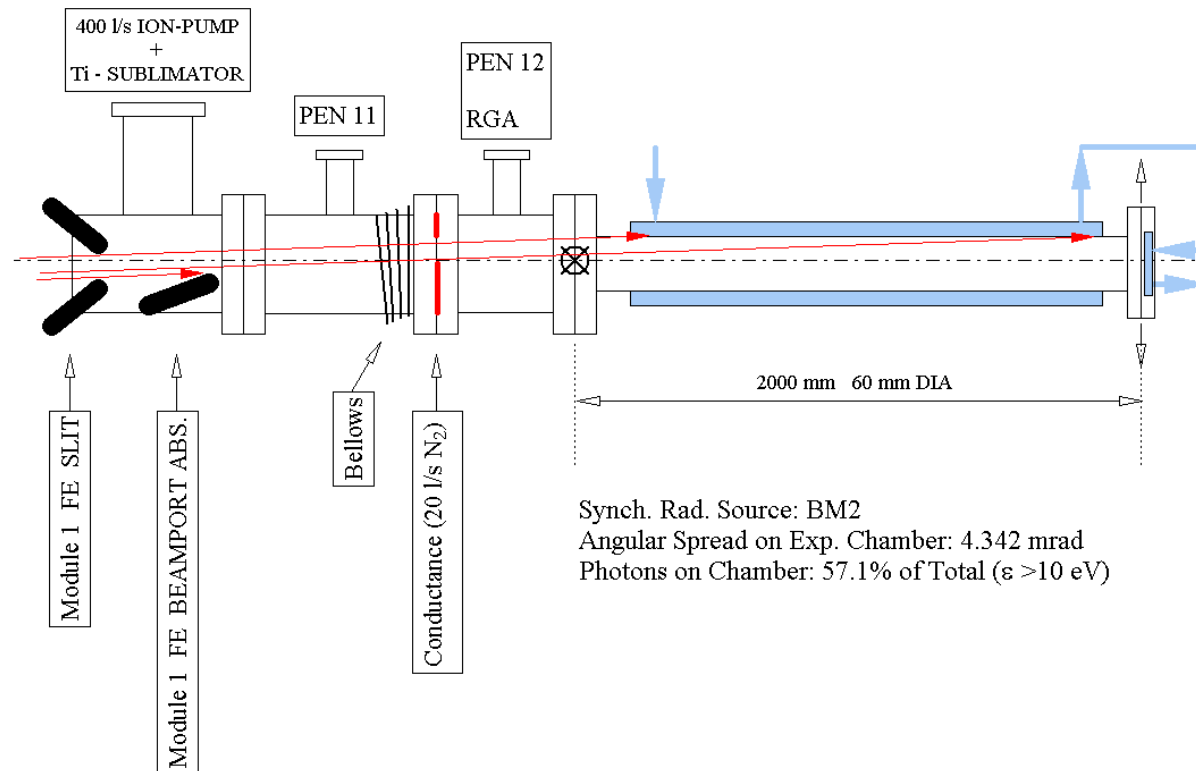 400 l/s ION-PUMP
+
Ti - SUBLIMATOR
PEN 11
PEN 12
RGA
2000 mm 60 mm DIA
Module 1 FE SLIT
Module 1 FE BEAMPORT ABS.
Bellows
Conductance (20 l/s N₂)
Synch. Rad. Source: BM2
Angular Spread on Exp. Chamber: 4.342 mrad
Photons on Chamber: 57.1% of Total (ε >10 eV)